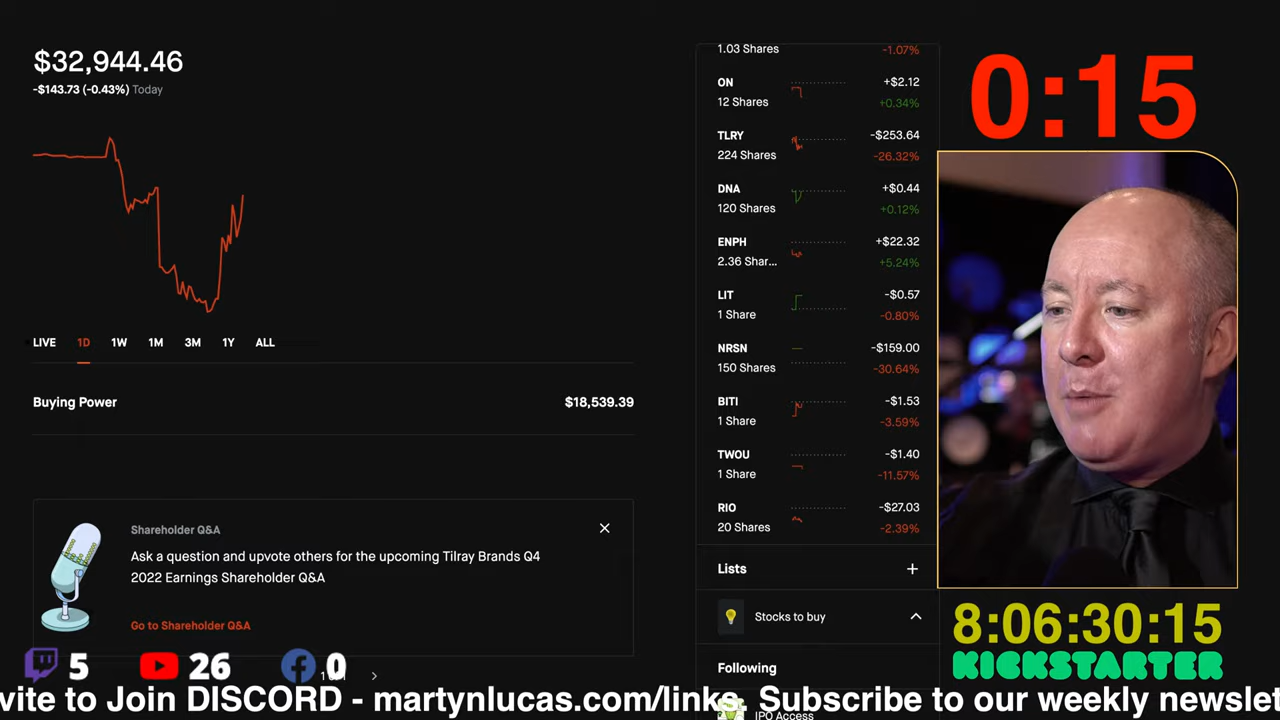 $32,944.46
-$143.73 (-0.43%) Today
LIVE 1D 1W 1M 3M 1Y ALL
Buying Power $18,539.39
Shareholder Q&A
Ask a question and upvote others for the upcoming Tilray Brands Q4
2022 Earnings Shareholder Q&A
Go to Shareholder Q&A
1.03 Shares -1.07%
ON +$2.12
12 Shares +0.34%
TLRY -$253.64
224 Shares -26.32%
DNA +$0.44
120 Shares +0.12%
ENPH +$22.32
2.36 Shar... +5.24%
LIT -$0.57
1 Share -0.80%
NRSN -$159.00
150 Shares -30.64%
BITI -$1.53
1 Share -3.59%
TWOU -$1.40
1 Share -11.57%
RIO -$27.03
20 Shares -2.39%
Lists +
Stocks to buy
Following
IPO Access
0:15
8:06:30:15
KICKSTARTER
5 26 0
vite to Join DISCORD - martynlucas.com/links. Subscribe to our weekly newslet